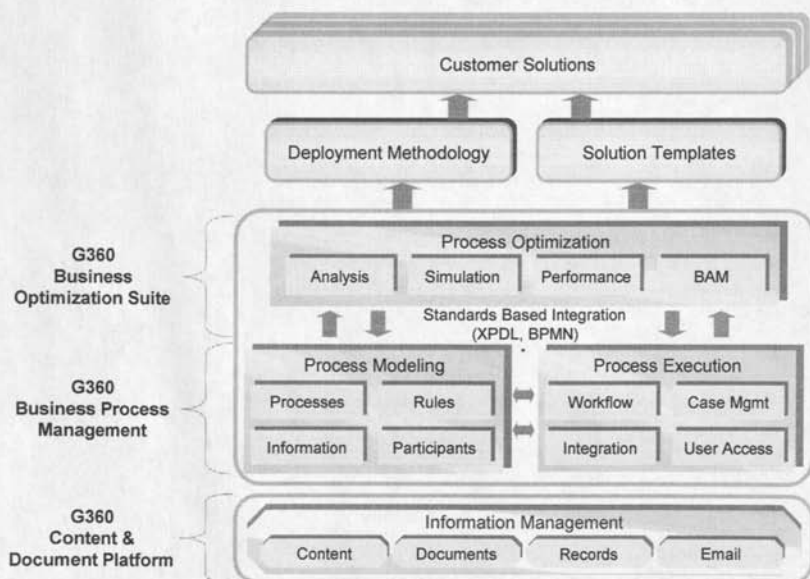 Customer Solutions
Deployment Methodology
Solution Templates
G360
Business
Optimization Suite
Process Optimization
Analysis
Simulation
Performance
BAM
Standards Based Integration
(XPDL, BPMN)
G360
Business Process
Management
Process Modeling
Processes
Rules
Information
Participants
Process Execution
Workflow
Case Mgmt
Integration
User Access
G360
Content &
Document Platform
Information Management
Content
Documents
Records
Email